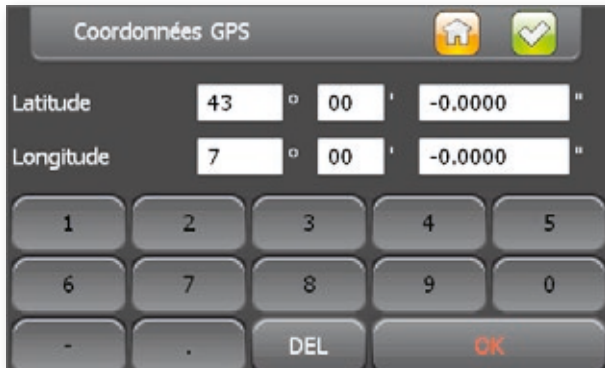 Coordonnées GPS
Latitude 43 ° 00 ' -0.0000 "
Longitude 7 ° 00 ' -0.0000 "
1 2 3 4 5
6 7 8 9 0
- . DEL OK